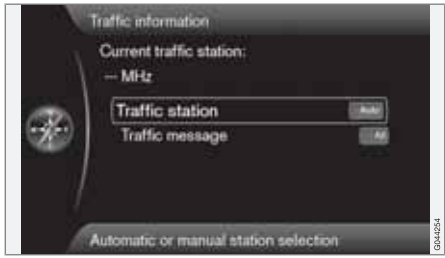 Traffic information
Current traffic station:
--- MHz
Traffic station Auto
Traffic message All
Automatic or manual station selection
G044254